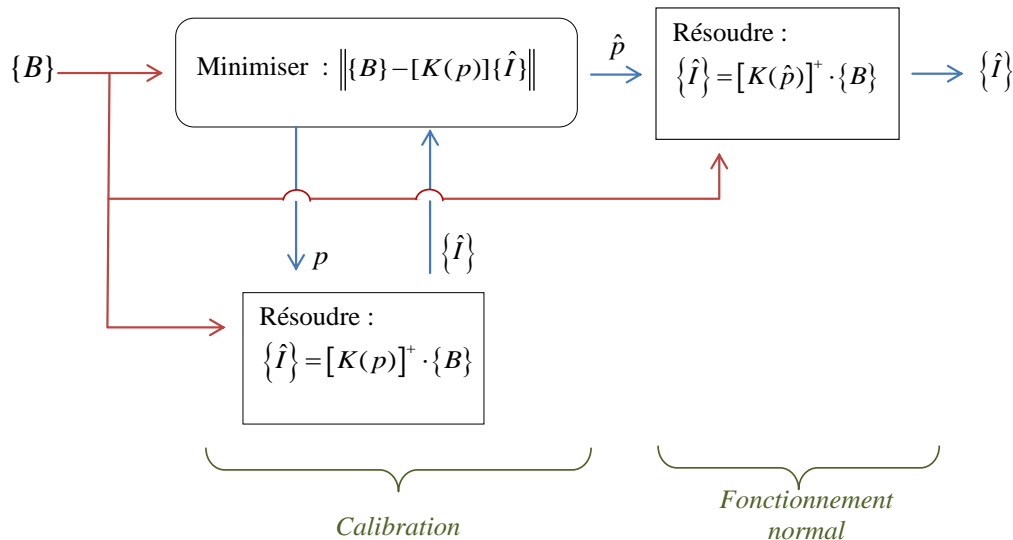 {B}
Minimiser : ‖{B}−[K(p)]{Î}‖
p̂
Résoudre :
{Î}=[K(p̂)]⁺·{B}
{Î}
p
{Î}
Résoudre :
{Î}=[K(p)]⁺·{B}
Calibration
Fonctionnement
normal